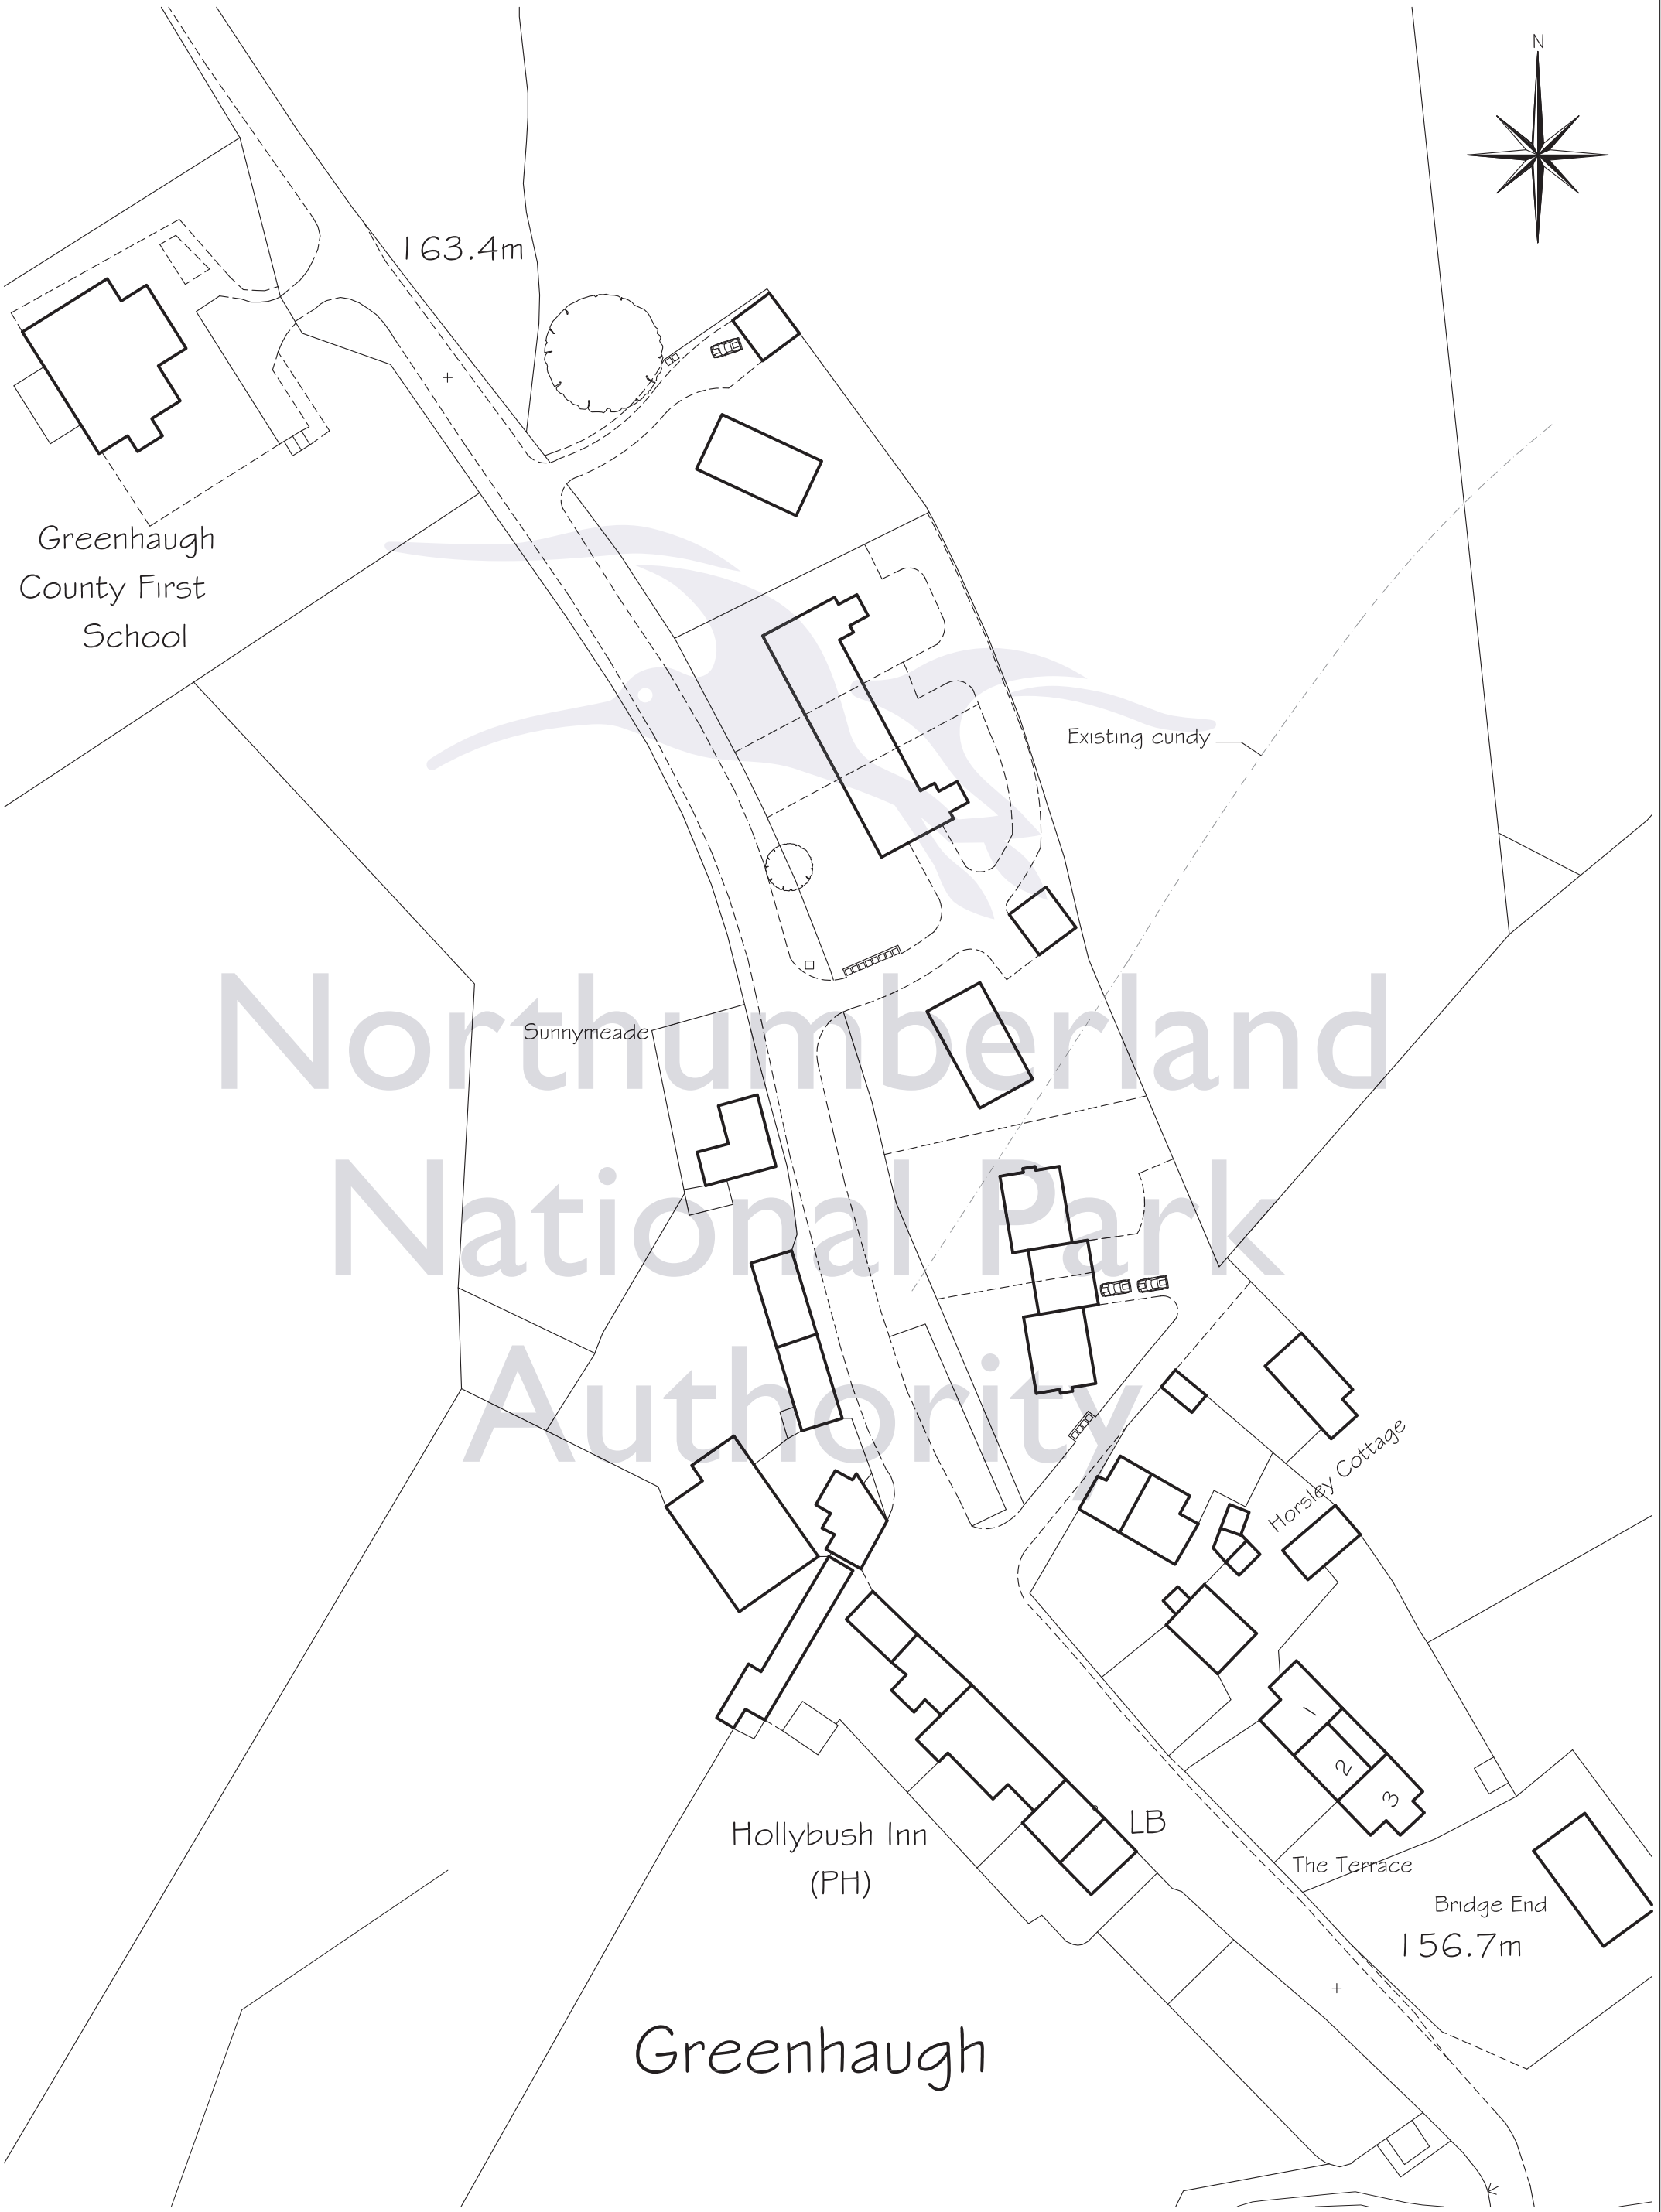 N
163.4m
Greenhaugh
County First
School
Existing cundy
Northumberland
Sunnymeade
National Park
Authority
Horsley Cottage
1
2
3
Hollybush Inn
(PH)
LB
The Terrace
Bridge End
156.7m
Greenhaugh